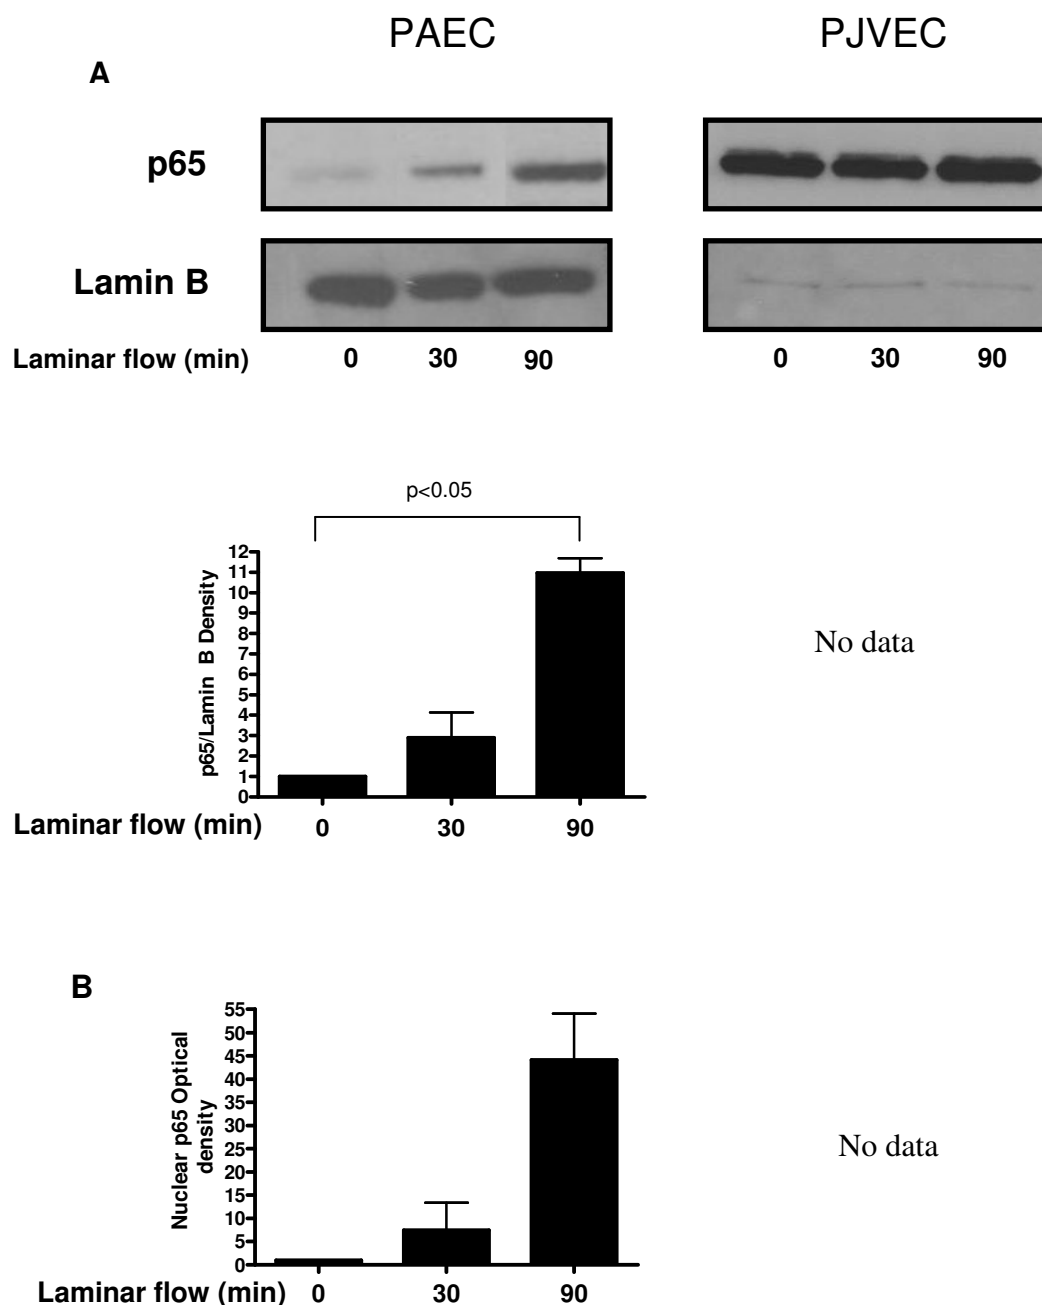 PAEC PJVEC
A
p65
Lamin B
Laminar flow (min) 0 30 90 0 30 90
p<0.05
12
11
10
9
8
7
6
5
4
3
2
1
0
p65/Lamin B Density
No data
Laminar flow (min) 0 30 90
B
55
50
45
40
35
30
25
20
15
10
5
0
Nuclear p65 Optical
density
No data
Laminar flow (min) 0 30 90